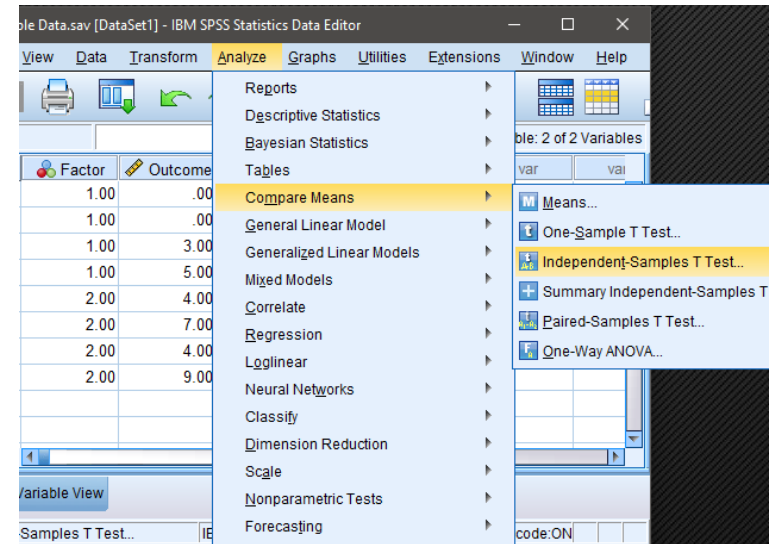 ble Data.sav [DataSet1] - IBM SPSS Statistics Data Editor
View Data Transform Analyze Graphs Utilities Extensions Window Help
ble: 2 of 2 Variables
Factor Outcome var var
1.00 .00
1.00 .00
1.00 3.00
1.00 5.00
2.00 4.00
2.00 7.00
2.00 4.00
2.00 9.00
Reports
Descriptive Statistics
Bayesian Statistics
Tables
Compare Means
General Linear Model
Generalized Linear Models
Mixed Models
Correlate
Regression
Loglinear
Neural Networks
Classify
Dimension Reduction
Scale
Nonparametric Tests
Forecasting
M Means...
t One-Sample T Test...
Independent-Samples T Test...
Summary Independent-Samples T
Paired-Samples T Test...
One-Way ANOVA...
Variable View
-Samples T Test... IE code:ON